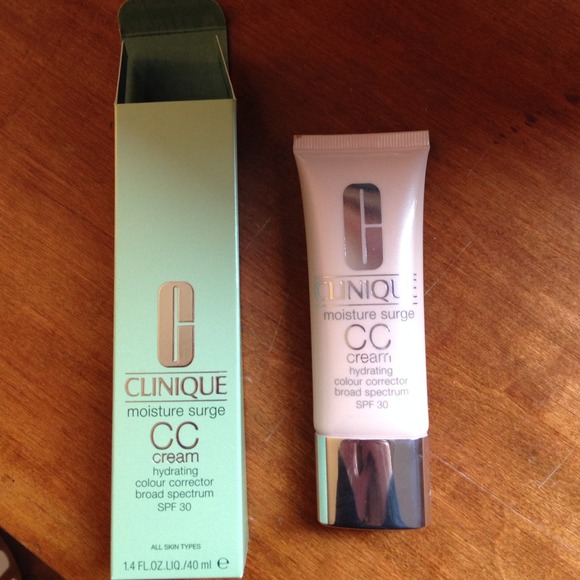 C
CLINIQUE
moisture surge
CC
cream
hydrating
colour corrector
broad spectrum
SPF 30
ALL SKIN TYPES
1.4 FL.OZ.LIQ./40 ml e
C
CLINIQUE
moisture surge
CC
cream
hydrating
colour corrector
broad spectrum
SPF 30